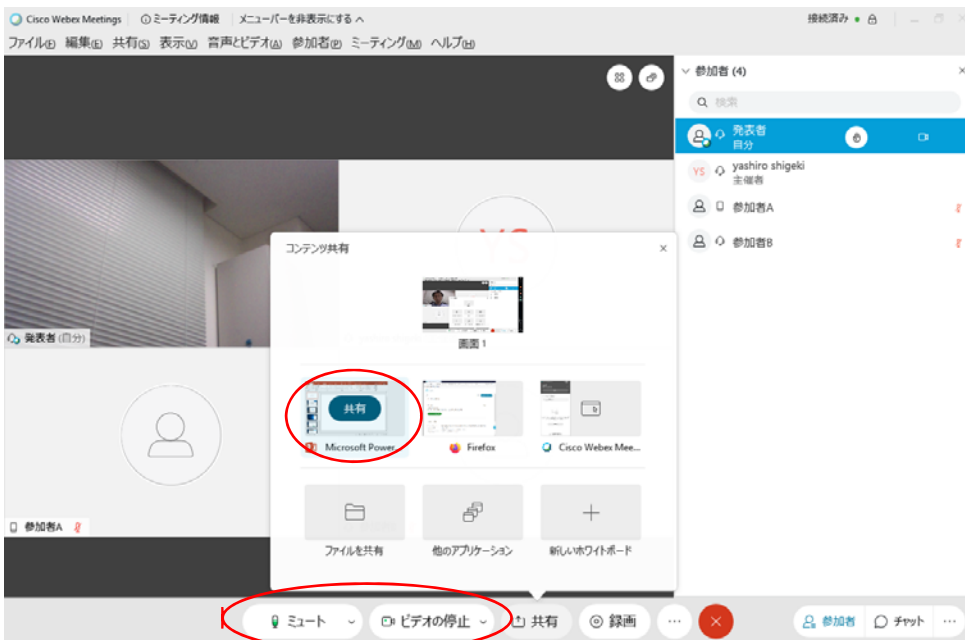 Cisco Webex Meetings ミーティング情報 メニューバーを非表示にする 接続済み
ファイル(F) 編集(E) 共有(S) 表示(V) 音声とビデオ(A) 参加者(P) ミーティング(M) ヘルプ(H)
参加者 (4)
検索
発表者
自分
YS yashiro shigeki
主催者
参加者A
参加者B
コンテンツ共有
画面 1
発表者 (自分)
共有
Microsoft Power
Firefox
Cisco Webex Mee...
参加者A
ファイルを共有
他のアプリケーション
新しいホワイトボード
ミュート
ビデオの停止
共有
録画
参加者
チャット